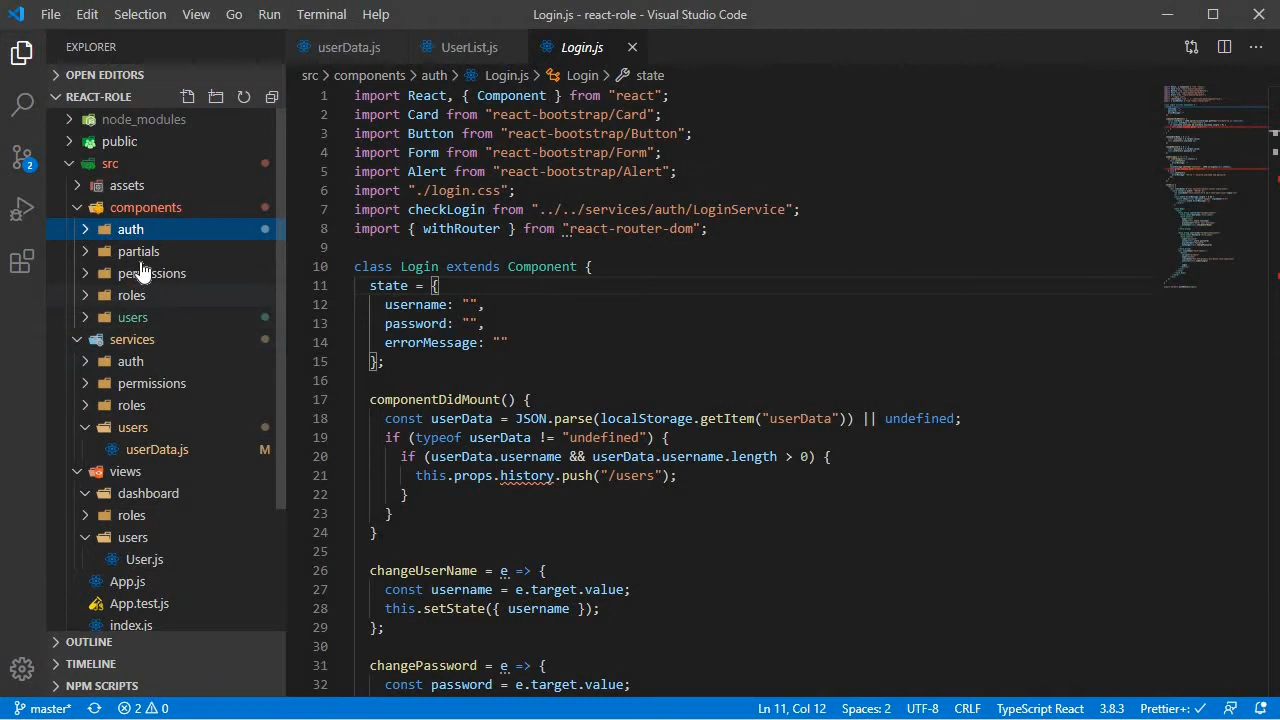 File Edit Selection View Go Run Terminal Help
Login.js - react-role - Visual Studio Code
EXPLORER
OPEN EDITORS
REACT-ROLE
node_modules
public
src
assets
components
auth
partials
permissions
roles
users
services
auth
permissions
roles
users
userData.js M
views
dashboard
roles
users
User.js
App.js
App.test.js
index.js
OUTLINE
TIMELINE
NPM SCRIPTS
2
userData.js UserList.js Login.js
src > components > auth > Login.js > Login > state
1 import React, { Component } from "react";
2 import Card from "react-bootstrap/Card";
3 import Button from "react-bootstrap/Button";
4 import Form from "react-bootstrap/Form";
5 import Alert from "react-bootstrap/Alert";
6 import "./login.css";
7 import checkLogin from "../../services/auth/LoginService";
8 import { withRouter } from "react-router-dom";
9
10 class Login extends Component {
11 state = {
12 username: "",
13 password: "",
14 errorMessage: ""
15 };
16
17 componentDidMount() {
18 const userData = JSON.parse(localStorage.getItem("userData")) || undefined;
19 if (typeof userData != "undefined") {
20 if (userData.username && userData.username.length > 0) {
21 this.props.history.push("/users");
22 }
23 }
24 }
25
26 changeUserName = e => {
27 const username = e.target.value;
28 this.setState({ username });
29 };
30
31 changePassword = e => {
32 const password = e.target.value;
master* 2 0 Ln 11, Col 12 Spaces: 2 UTF-8 CRLF TypeScript React 3.8.3 Prettier+: ✓